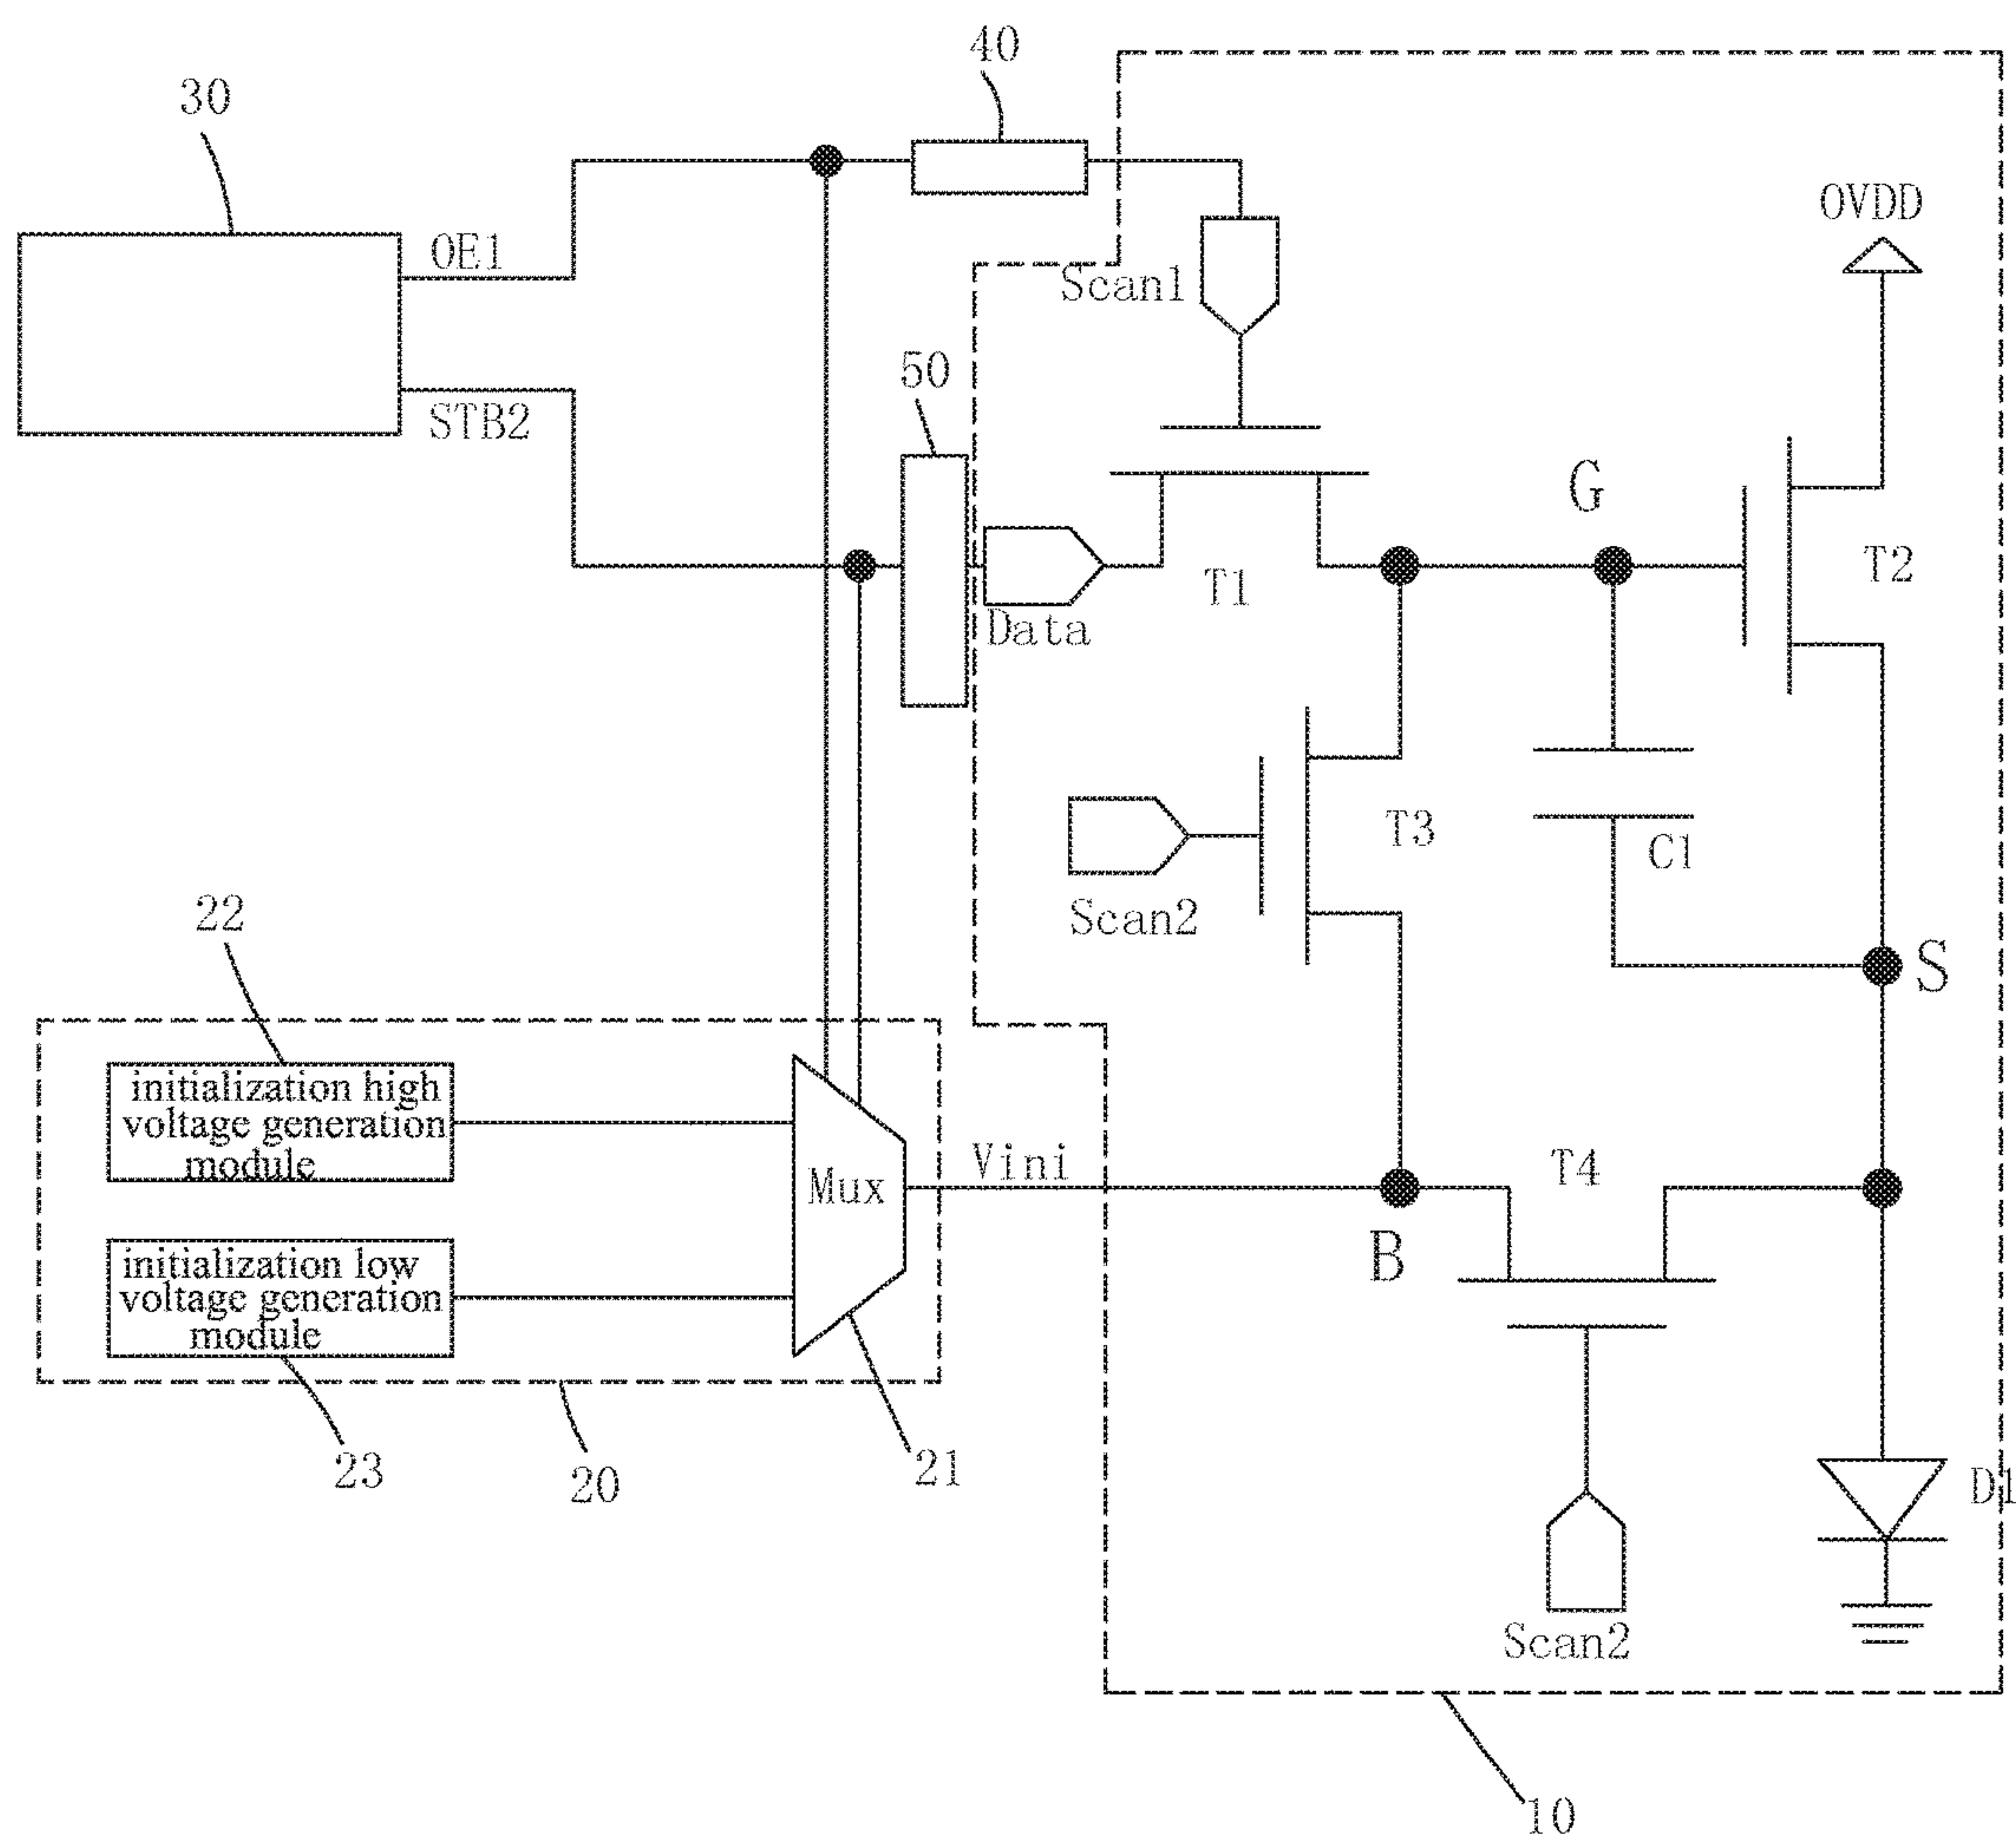 40
30
OVDD
OE1
Scan1
50
STB2
G
T2
T1
Data
T3
C1
22
Scan2
S
initialization high
voltage generation
module
Vini
T4
Mux
B
initialization low
voltage generation
module
23
20
21
D1
Scan2
10